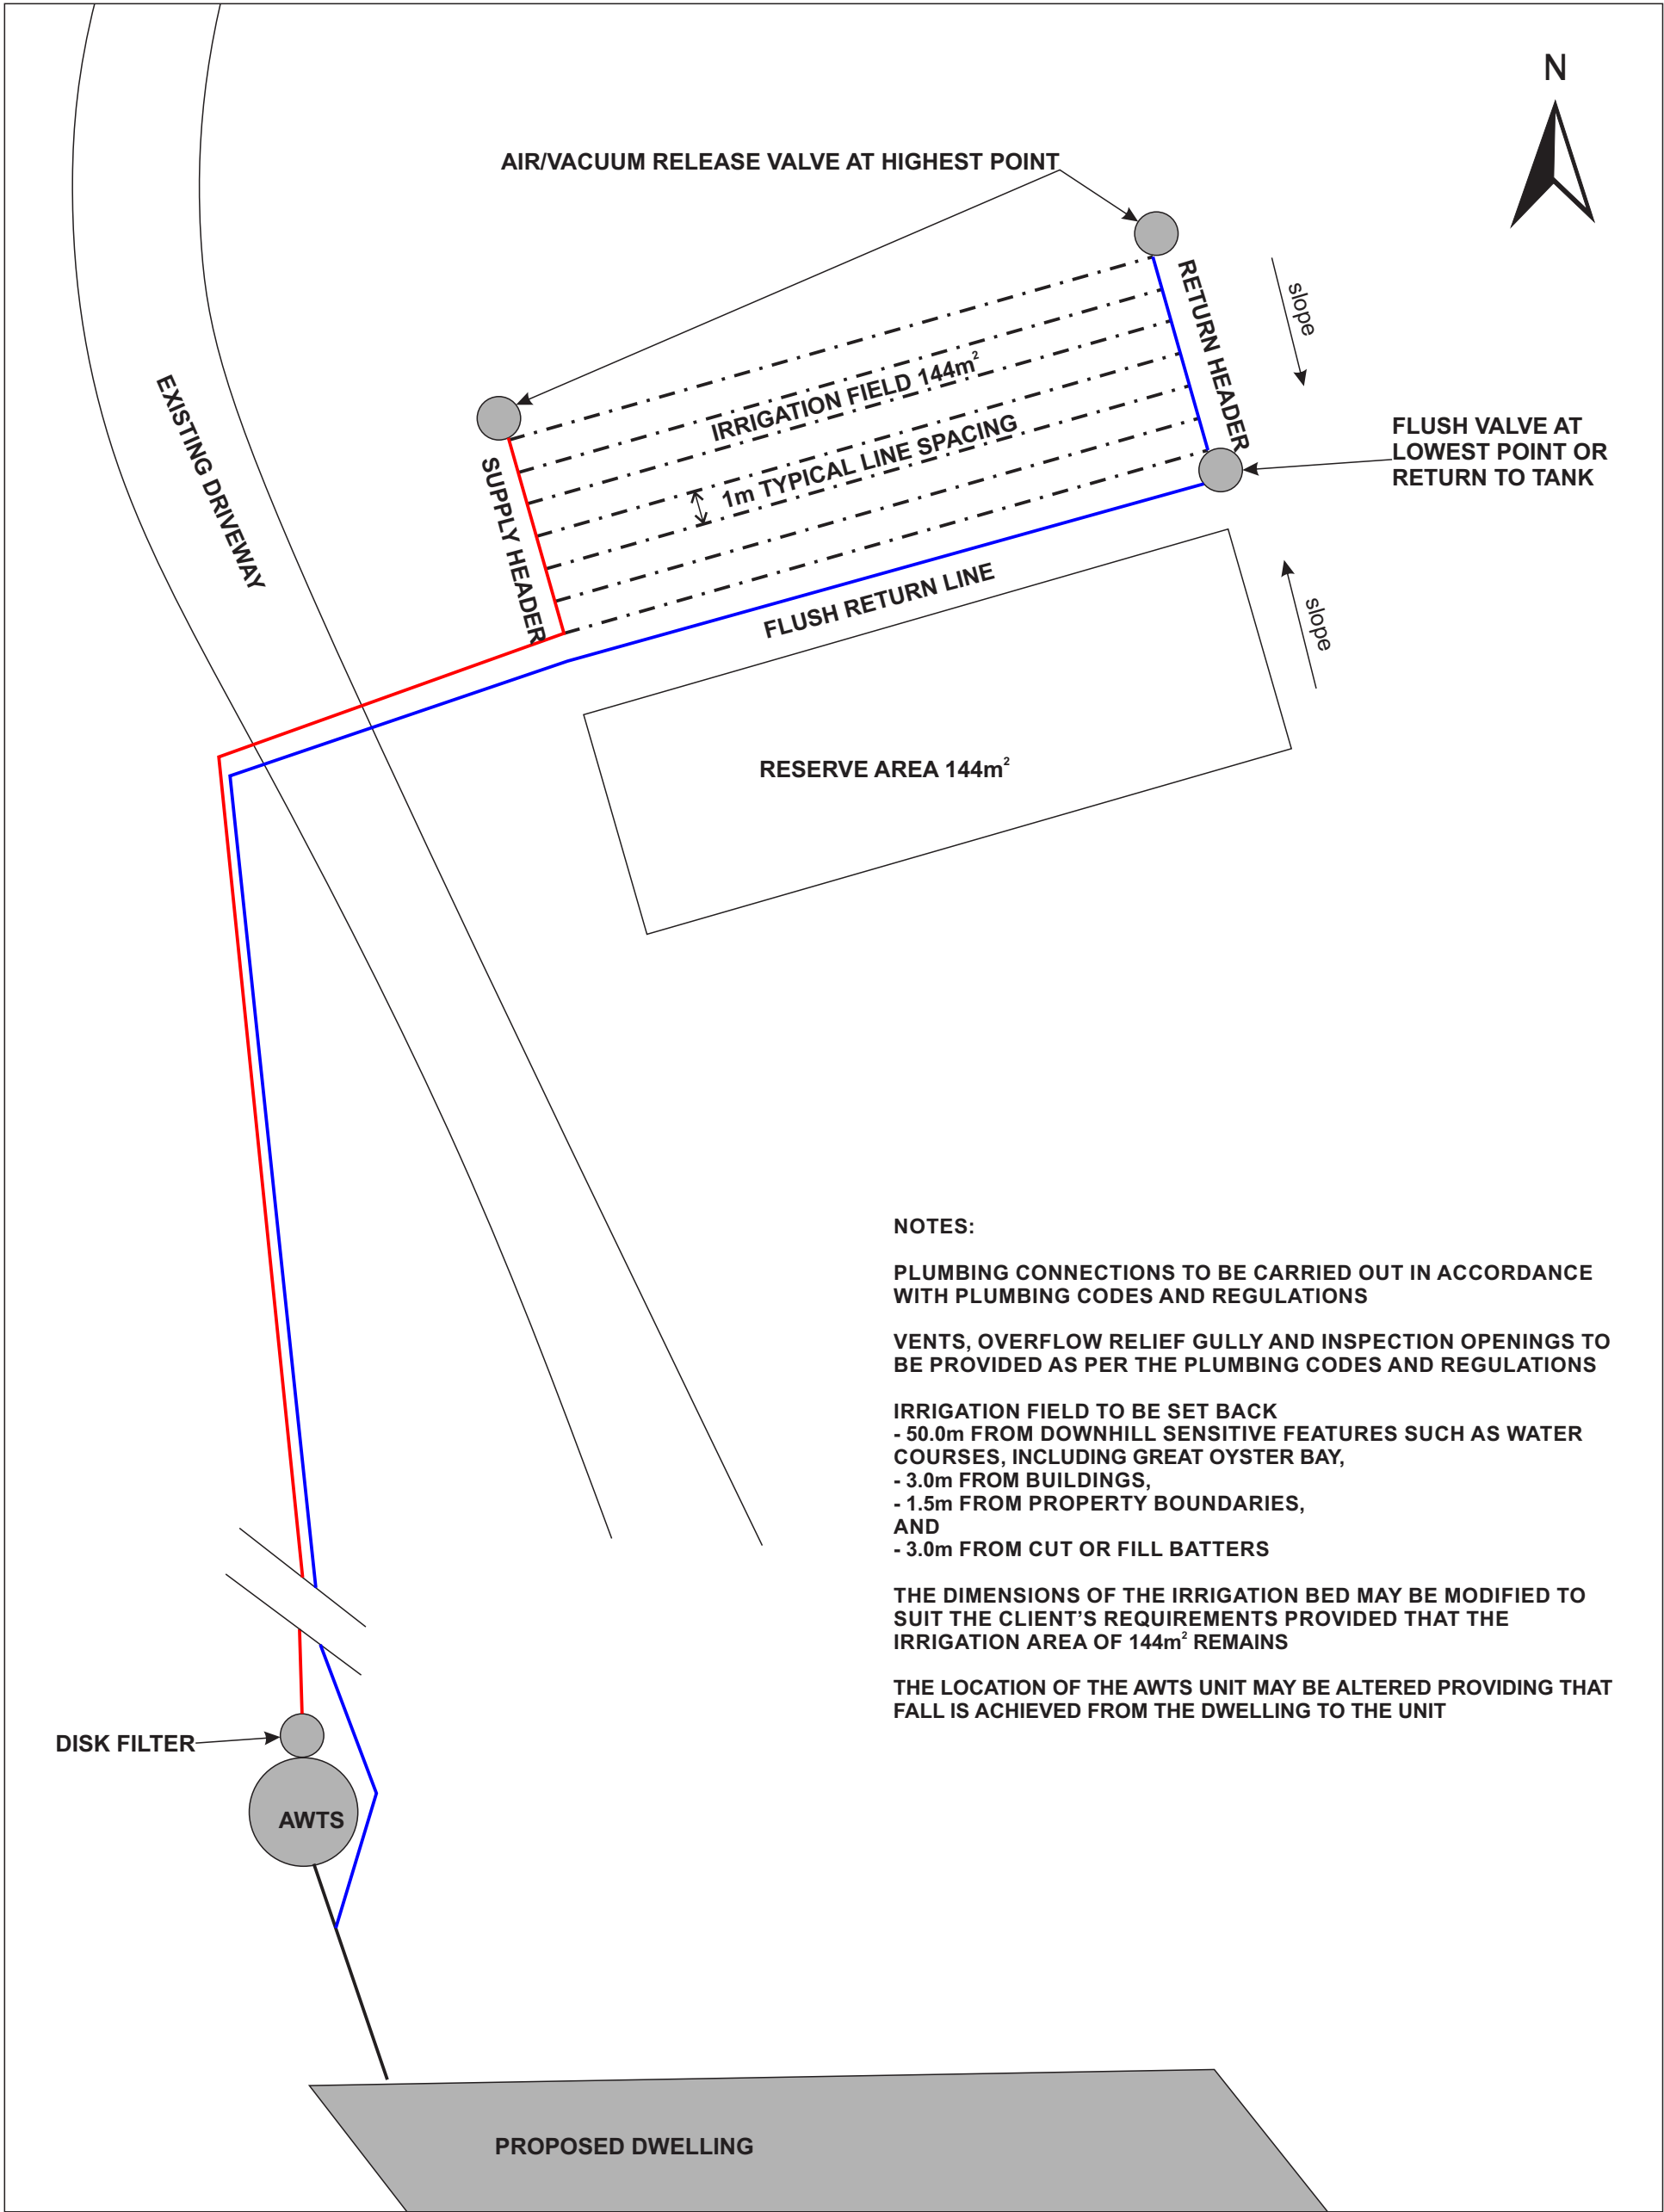 N
AIR/VACUUM RELEASE VALVE AT HIGHEST POINT
RETURN HEADER
slope
EXISTING DRIVEWAY
IRRIGATION FIELD 144m²
1m TYPICAL LINE SPACING
SUPPLY HEADER
FLUSH VALVE AT
LOWEST POINT OR
RETURN TO TANK
FLUSH RETURN LINE
slope
RESERVE AREA 144m²
NOTES:
PLUMBING CONNECTIONS TO BE CARRIED OUT IN ACCORDANCE
WITH PLUMBING CODES AND REGULATIONS
VENTS, OVERFLOW RELIEF GULLY AND INSPECTION OPENINGS TO
BE PROVIDED AS PER THE PLUMBING CODES AND REGULATIONS
IRRIGATION FIELD TO BE SET BACK
- 50.0m FROM DOWNHILL SENSITIVE FEATURES SUCH AS WATER
COURSES, INCLUDING GREAT OYSTER BAY,
- 3.0m FROM BUILDINGS,
- 1.5m FROM PROPERTY BOUNDARIES,
AND
- 3.0m FROM CUT OR FILL BATTERS
THE DIMENSIONS OF THE IRRIGATION BED MAY BE MODIFIED TO
SUIT THE CLIENT'S REQUIREMENTS PROVIDED THAT THE
IRRIGATION AREA OF 144m² REMAINS
THE LOCATION OF THE AWTS UNIT MAY BE ALTERED PROVIDING THAT
FALL IS ACHIEVED FROM THE DWELLING TO THE UNIT
DISK FILTER
AWTS
PROPOSED DWELLING